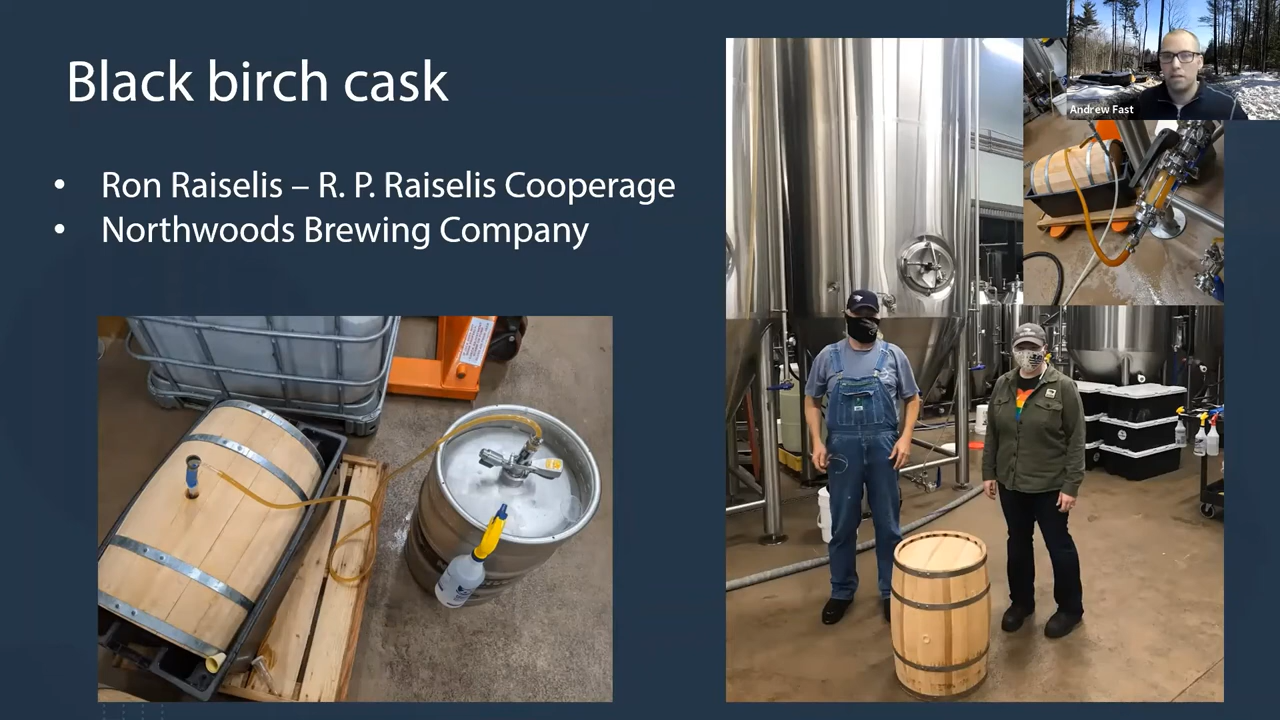 Black birch cask
• Ron Raiselis – R. P. Raiselis Cooperage
• Northwoods Brewing Company
Andrew Fast